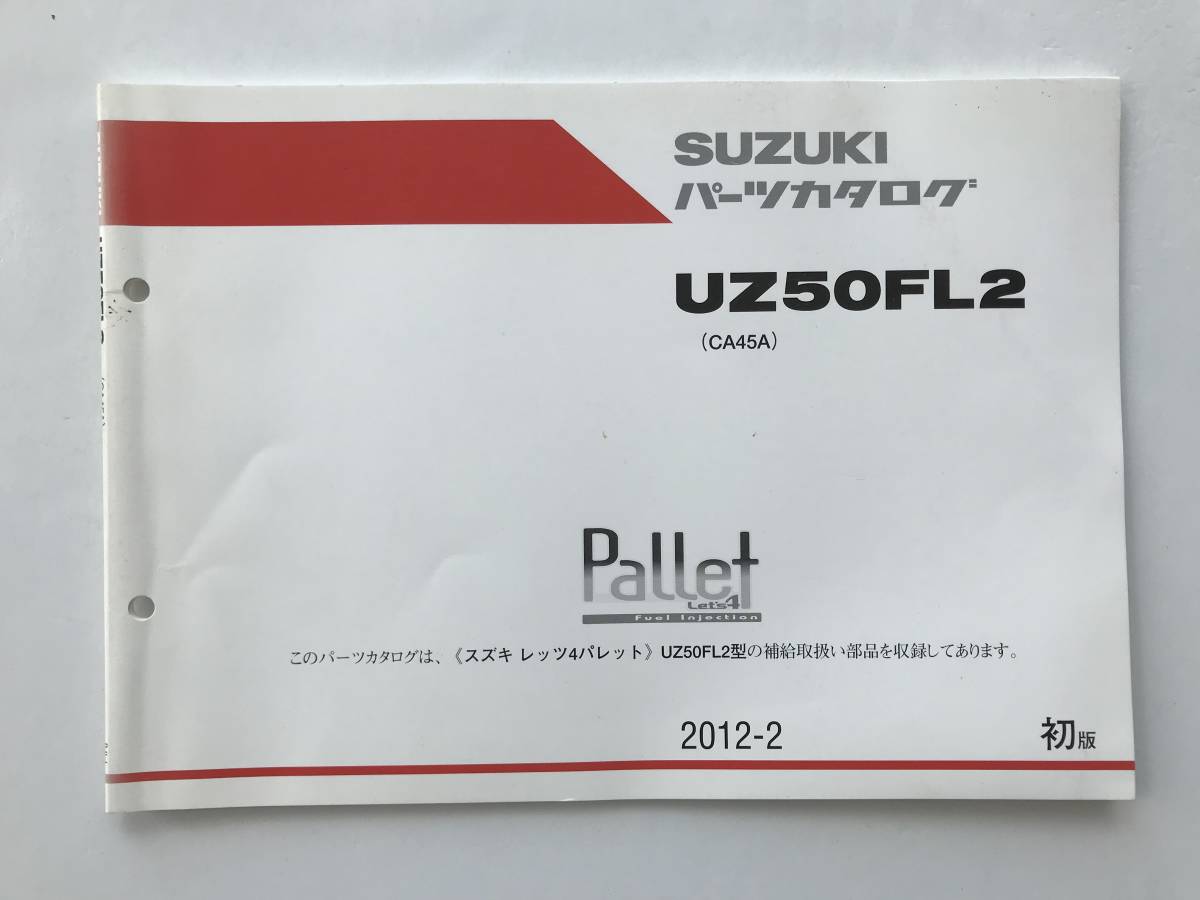 SUZUKI
パーツカタログ
UZ50FL2
(CA45A)
Pallet
Let's4
Fuel Injection
このパーツカタログは、《スズキ レッツ4パレット》UZ50FL2型の補給取扱い部品を収録してあります。
2012-2
初版